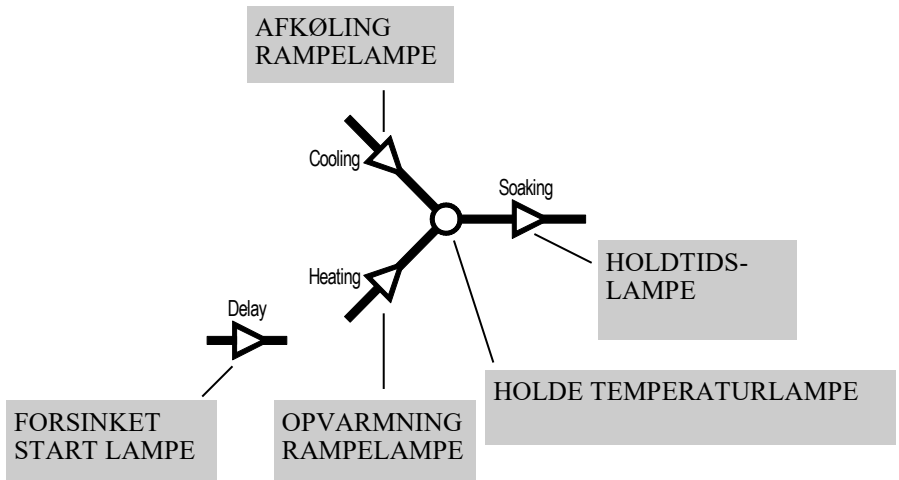 AFKØLING
RAMPELAMPE
Cooling
Soaking
HOLDTIDS-
LAMPE
Heating
Delay
HOLDE TEMPERATURLAMPE
FORSINKET
START LAMPE
OPVARMNING
RAMPELAMPE